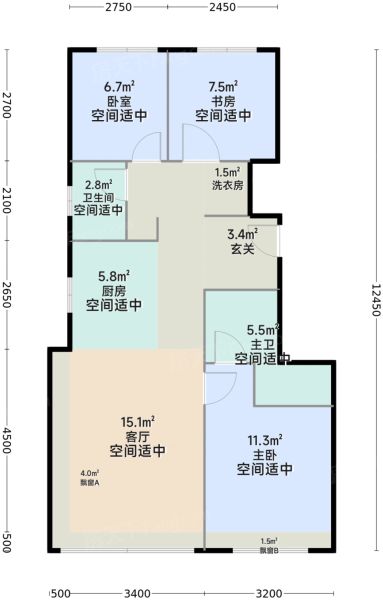 2750 2450
2700
2100
2650
4500
500
12450
6.7㎡
卧室
空间适中
7.5㎡
书房
空间适中
2.8㎡
卫生间
空间适中
1.5㎡
洗衣房
3.4㎡
玄关
5.8㎡
厨房
空间适中
5.5㎡
主卫
空间适中
15.1㎡
客厅
空间适中
4.0㎡
飘窗A
11.3㎡
主卧
空间适中
1.5㎡
飘窗B
500 3400 3200